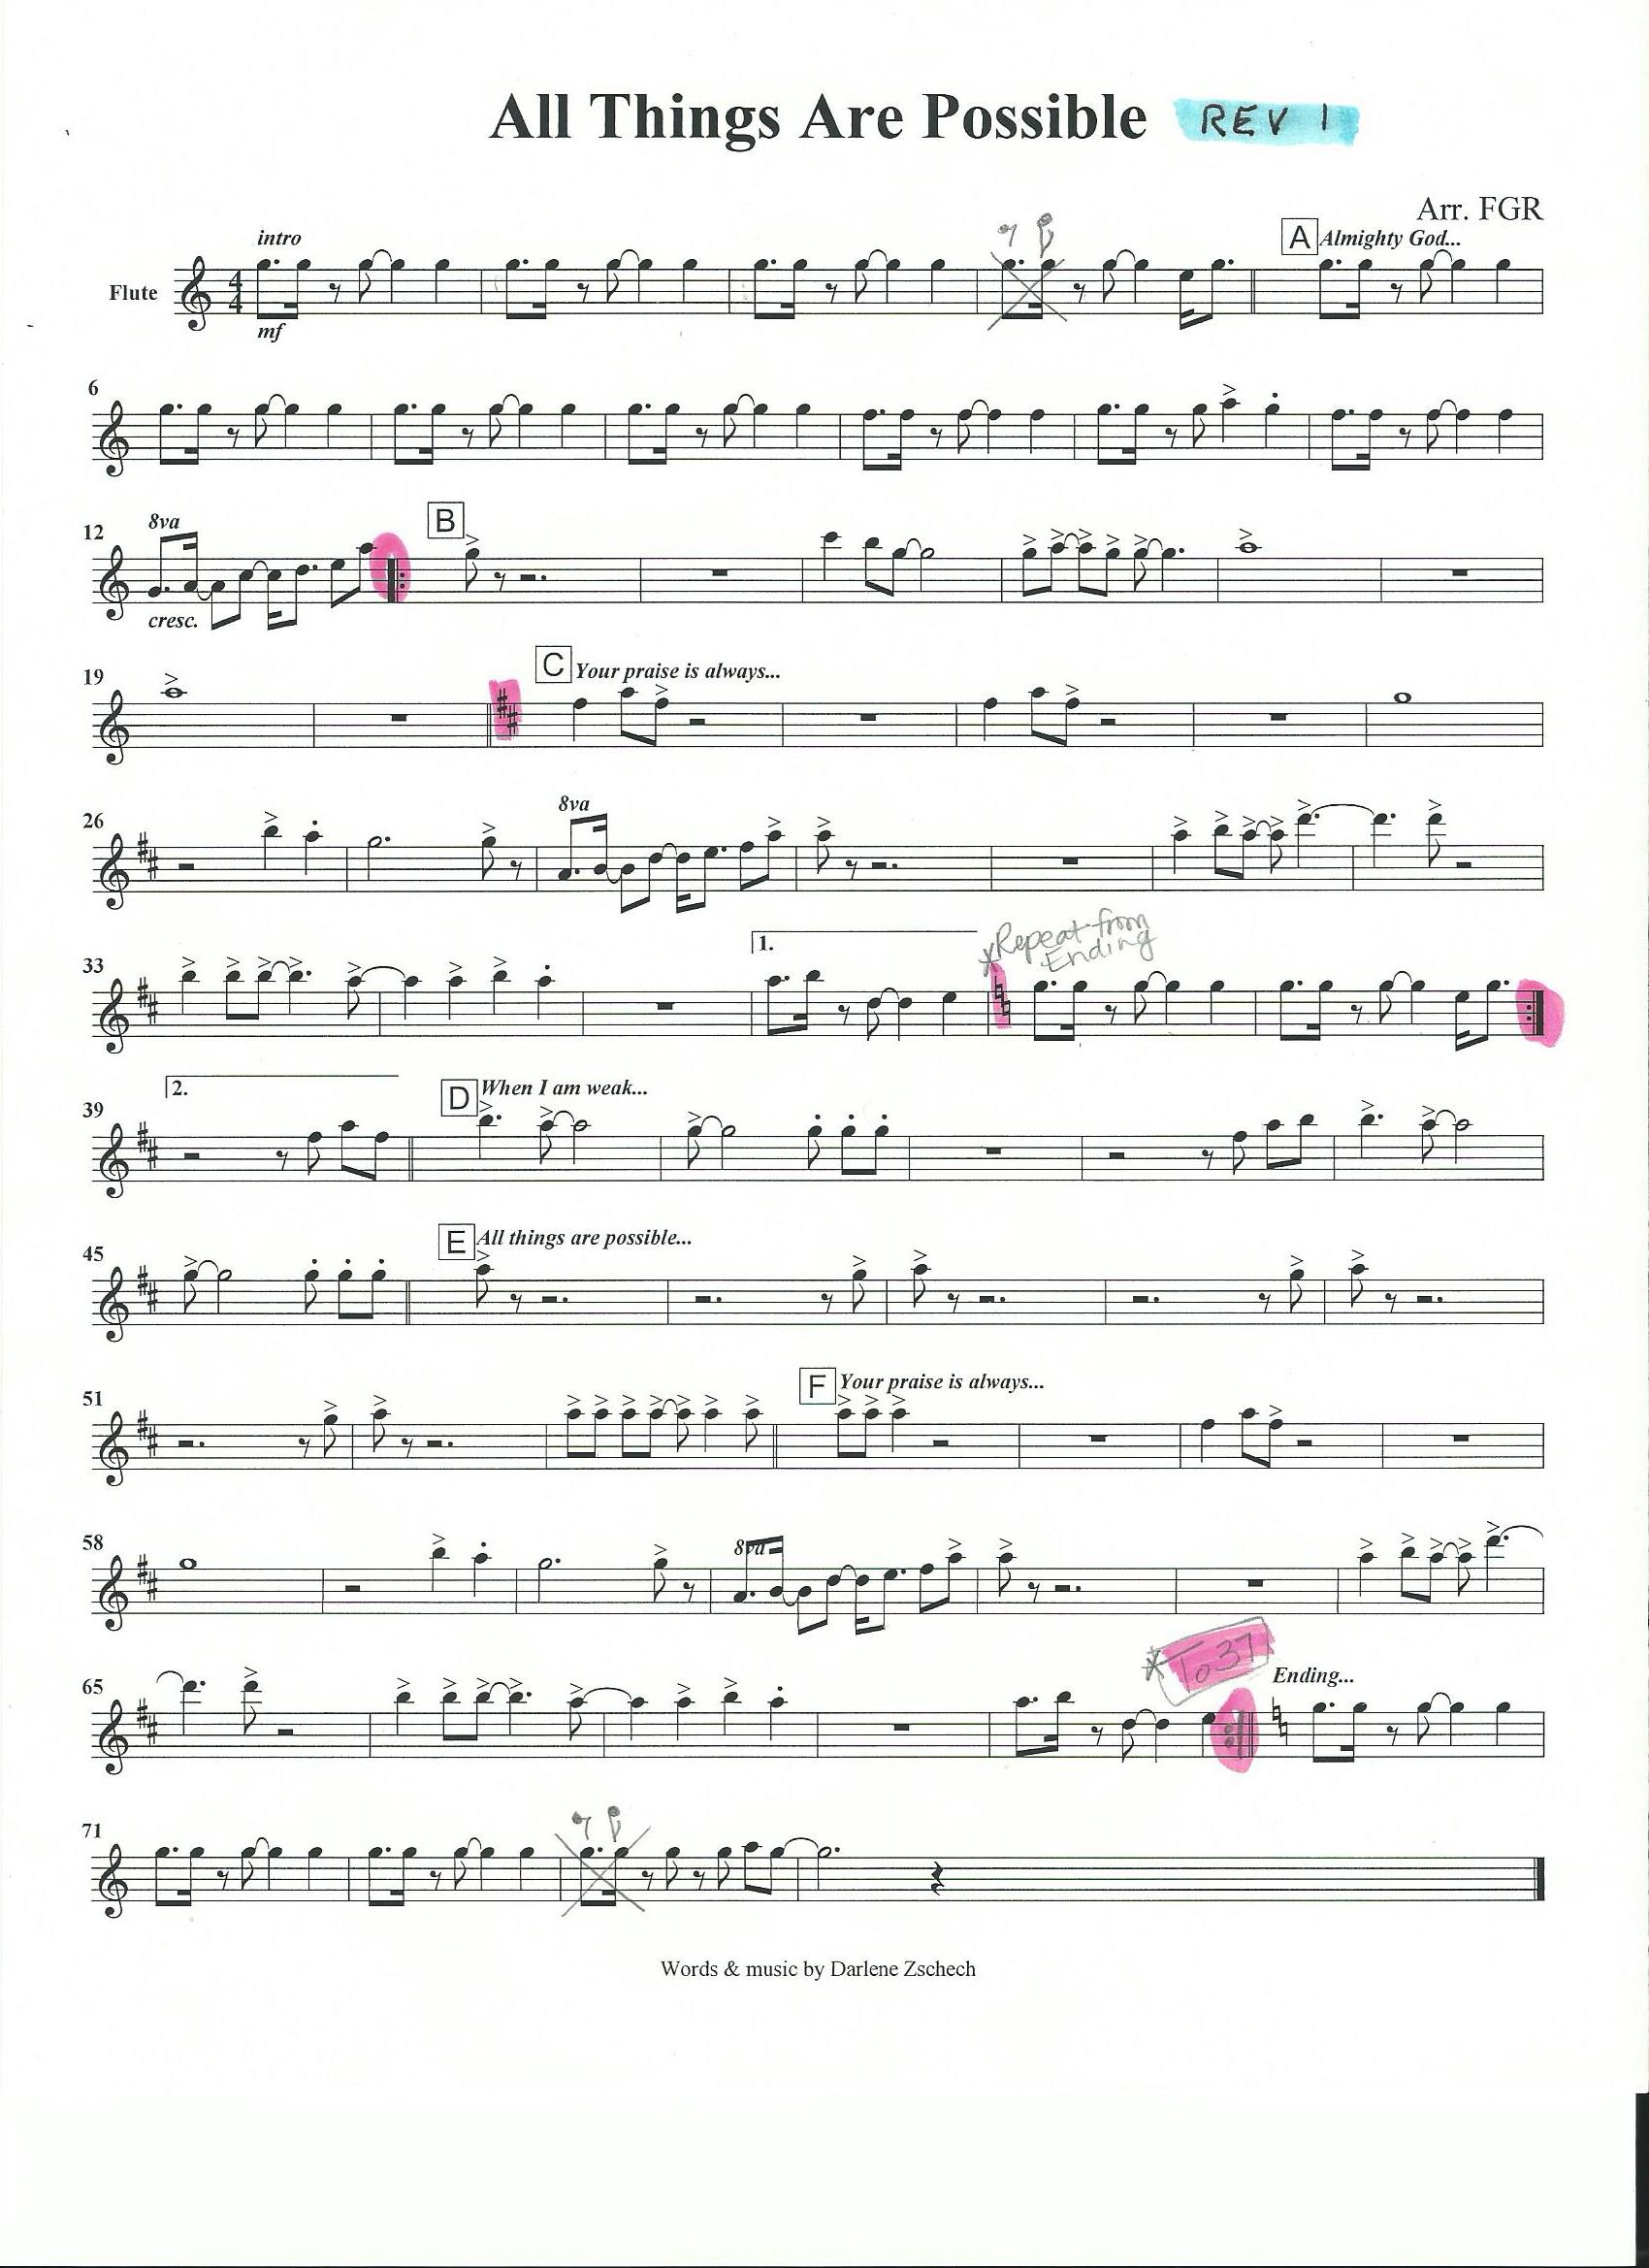 All Things Are Possible REV 1
Arr. FGR
intro
A Almighty God...
Flute
mf
6
8va
B
12
cresc.
C Your praise is always...
19
8va
26
1.
*Repeat from
Ending
33
2.
D When I am weak...
39
E All things are possible...
45
F Your praise is always...
51
58
8va
*To 37
Ending...
65
71
Words & music by Darlene Zschech